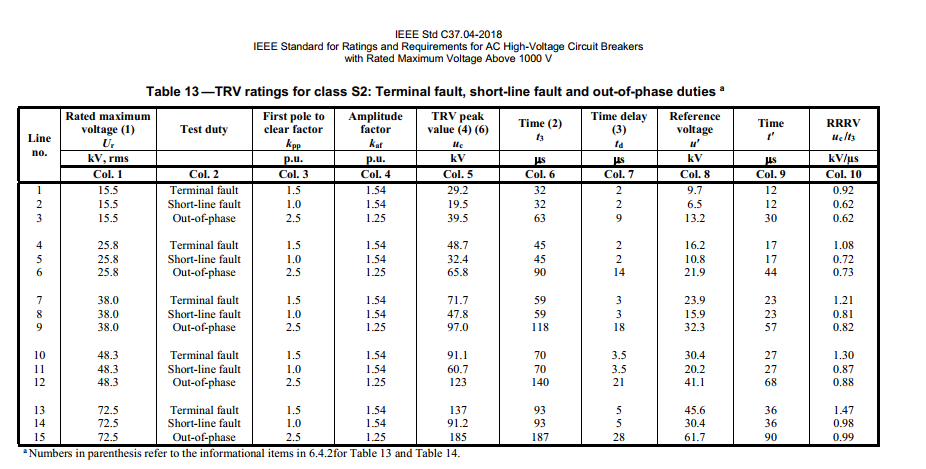 IEEE Std C37.04-2018
IEEE Standard for Ratings and Requirements for AC High-Voltage Circuit Breakers
with Rated Maximum Voltage Above 1000 V
Table 13 —TRV ratings for class S2: Terminal fault, short-line fault and out-of-phase duties a
Line no. | Rated maximum voltage (1) Ur | Test duty | First pole to clear factor kpp | Amplitude factor kaf | TRV peak value (4) (6) uc | Time (2) t3 | Time delay (3) td | Reference voltage u' | Time t' | RRRV uc/t3
kV, rms | p.u. | p.u. | kV | µs | µs | kV | µs | kV/µs
Col. 1 | Col. 2 | Col. 3 | Col. 4 | Col. 5 | Col. 6 | Col. 7 | Col. 8 | Col. 9 | Col. 10
1 | 15.5 | Terminal fault | 1.5 | 1.54 | 29.2 | 32 | 2 | 9.7 | 12 | 0.92
2 | 15.5 | Short-line fault | 1.0 | 1.54 | 19.5 | 32 | 2 | 6.5 | 12 | 0.62
3 | 15.5 | Out-of-phase | 2.5 | 1.25 | 39.5 | 63 | 9 | 13.2 | 30 | 0.62
4 | 25.8 | Terminal fault | 1.5 | 1.54 | 48.7 | 45 | 2 | 16.2 | 17 | 1.08
5 | 25.8 | Short-line fault | 1.0 | 1.54 | 32.4 | 45 | 2 | 10.8 | 17 | 0.72
6 | 25.8 | Out-of-phase | 2.5 | 1.25 | 65.8 | 90 | 14 | 21.9 | 44 | 0.73
7 | 38.0 | Terminal fault | 1.5 | 1.54 | 71.7 | 59 | 3 | 23.9 | 23 | 1.21
8 | 38.0 | Short-line fault | 1.0 | 1.54 | 47.8 | 59 | 3 | 15.9 | 23 | 0.81
9 | 38.0 | Out-of-phase | 2.5 | 1.25 | 97.0 | 118 | 18 | 32.3 | 57 | 0.82
10 | 48.3 | Terminal fault | 1.5 | 1.54 | 91.1 | 70 | 3.5 | 30.4 | 27 | 1.30
11 | 48.3 | Short-line fault | 1.0 | 1.54 | 60.7 | 70 | 3.5 | 20.2 | 27 | 0.87
12 | 48.3 | Out-of-phase | 2.5 | 1.25 | 123 | 140 | 21 | 41.1 | 68 | 0.88
13 | 72.5 | Terminal fault | 1.5 | 1.54 | 137 | 93 | 5 | 45.6 | 36 | 1.47
14 | 72.5 | Short-line fault | 1.0 | 1.54 | 91.2 | 93 | 5 | 30.4 | 36 | 0.98
15 | 72.5 | Out-of-phase | 2.5 | 1.25 | 185 | 187 | 28 | 61.7 | 90 | 0.99
a Numbers in parenthesis refer to the informational items in 6.4.2for Table 13 and Table 14.